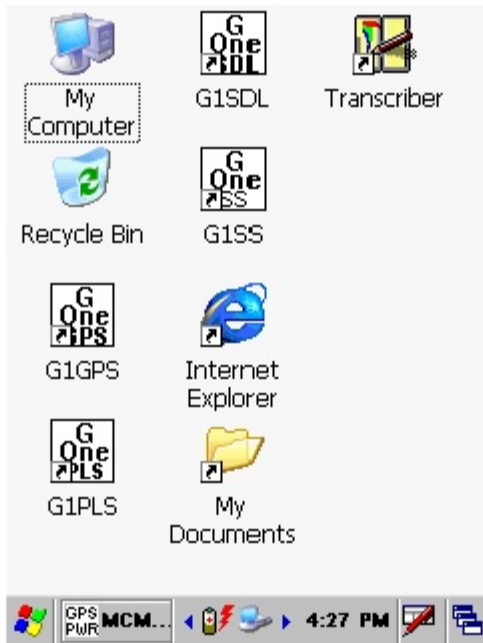 G
One
SDL
G
One
SS
G
One
GPS
G
One
PLS
My
Computer
G1SDL
Transcriber
Recycle Bin
G1SS
G1GPS
Internet
Explorer
G1PLS
My
Documents
GPS
PWR
MCM...
4:27 PM